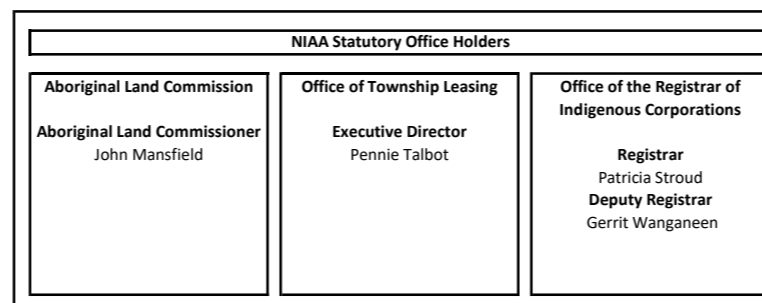 NIAA Statutory Office Holders
Aboriginal Land Commission
Aboriginal Land Commissioner
John Mansfield
Office of Township Leasing
Executive Director
Pennie Talbot
Office of the Registrar of
Indigenous Corporations
Registrar
Patricia Stroud
Deputy Registrar
Gerrit Wanganeen